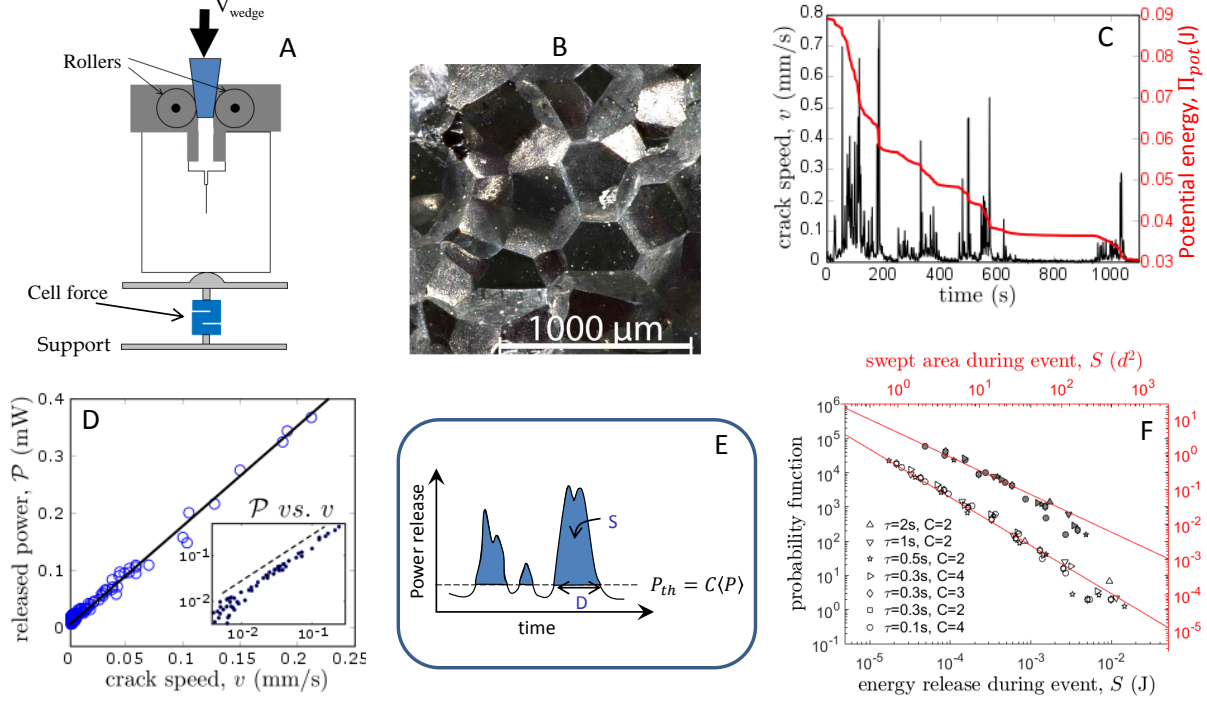 V_wedge
A
Rollers
Cell force
Support
B
1000 µm
C
crack speed, v (mm/s)
0.8
0.7
0.6
0.5
0.4
0.3
0.2
0.1
0
0 200 400 600 800 1000
time (s)
0.09
0.08
0.07
0.06
0.05
0.04
0.03
Potential energy, Π_pot (J)
D
released power, 𝒫 (mW)
0.4
0.3
0.2
0.1
0
0 0.05 0.1 0.15 0.2 0.25
crack speed, v (mm/s)
𝒫 vs. v
10^-1
10^-2
10^-2 10^-1
E
Power release
S
D
P_th = C⟨P⟩
time
swept area during event, S (d^2)
10^0 10^1 10^2 10^3
F
probability function
10^6
10^5
10^4
10^3
10^2
10^1
10^0
10^-1
10^1
10^0
10^-1
10^-2
10^-3
10^-4
10^-5
τ=2s, C=2
τ=1s, C=2
τ=0.5s, C=2
τ=0.3s, C=4
τ=0.3s, C=3
τ=0.3s, C=2
τ=0.1s, C=4
10^-5 10^-4 10^-3 10^-2
energy release during event, S (J)